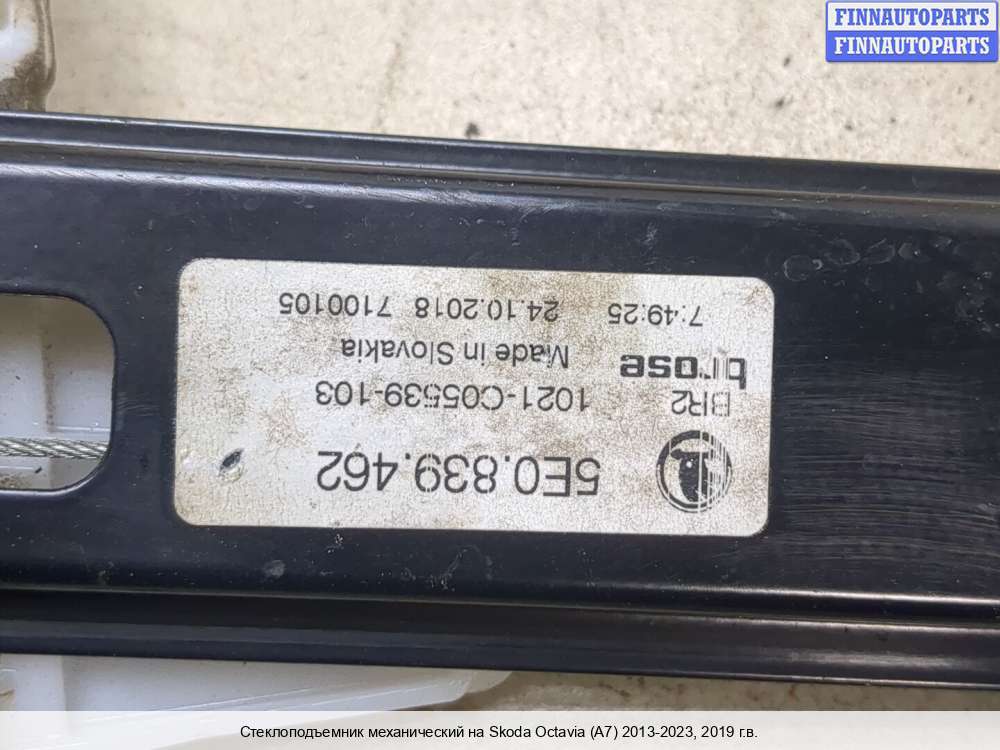 FINNAUTOPARTS
FINNAUTOPARTS
5E0.839.462
BR2 1021-C05539-103
brose Made in Slovakia
7:49:25 24.10.2018 7100105
Стеклоподъемник механический на Skoda Octavia (A7) 2013-2023, 2019 г.в.